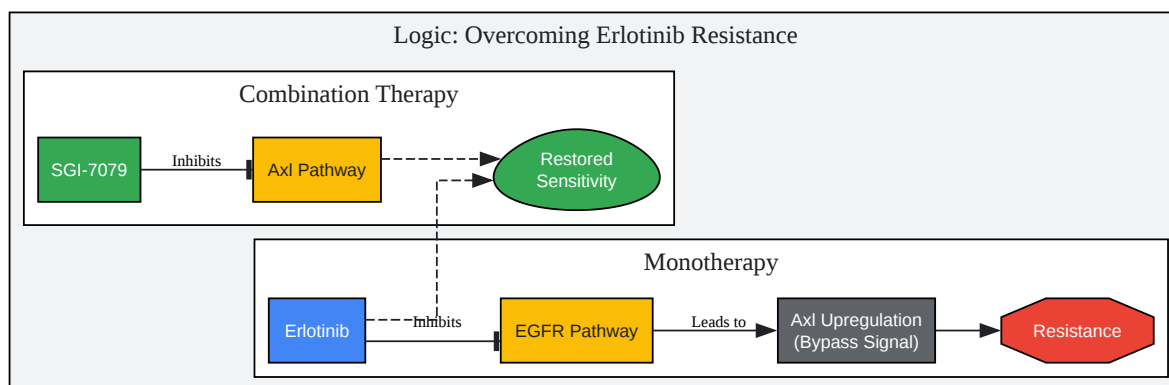 Logic: Overcoming Erlotinib Resistance
Combination Therapy
SGI-7079
Inhibits
Axl Pathway
Restored
Sensitivity
Monotherapy
Erlotinib
Inhibits
EGFR Pathway
Leads to
Axl Upregulation
(Bypass Signal)
Resistance